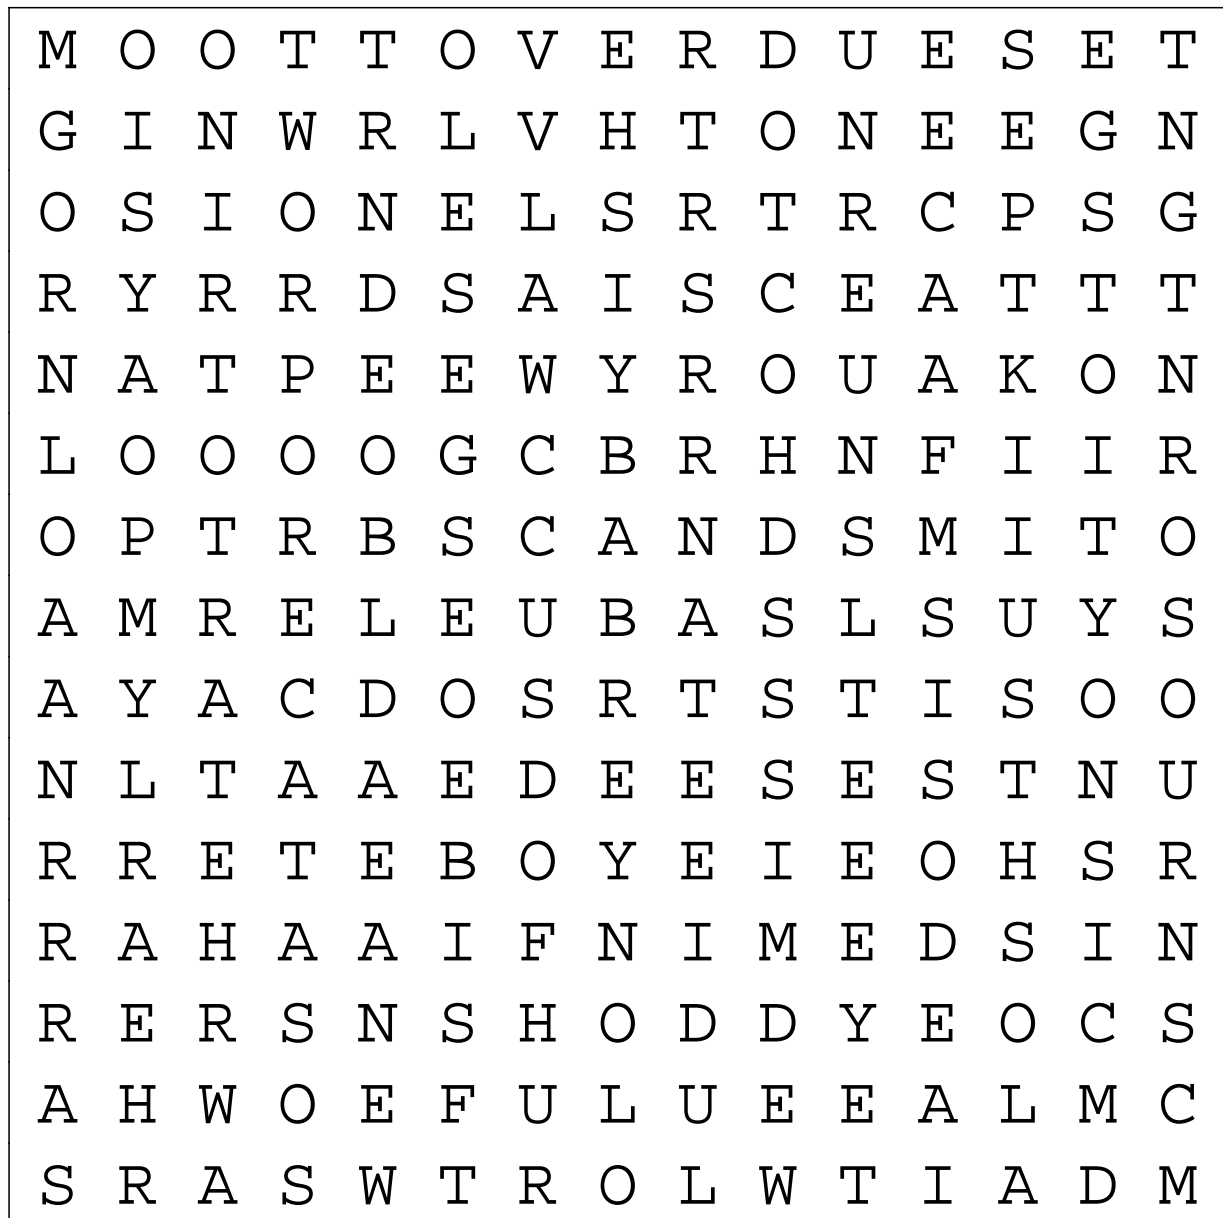 M O O T T O V E R D U E S E T
G I N W R L V H T O N E E G N
O S I O N E L S R T R C P S G
R Y R R D S A I S C E A T T T
N A T P E E W Y R O U A K O N
L O O O O G C B R H N F I I R
O P T R B S C A N D S M I T O
A M R E L E U B A S L S U Y S
A Y A C D O S R T S T I S O O
N L T A A E D E E S E S T N U
R R E T E B O Y E I E O H S R
R A H A A I F N I M E D S I N
R E R S N S H O D D Y E O C S
A H W O E F U L U E E A L M C
S R A S W T R O L W T I A D M